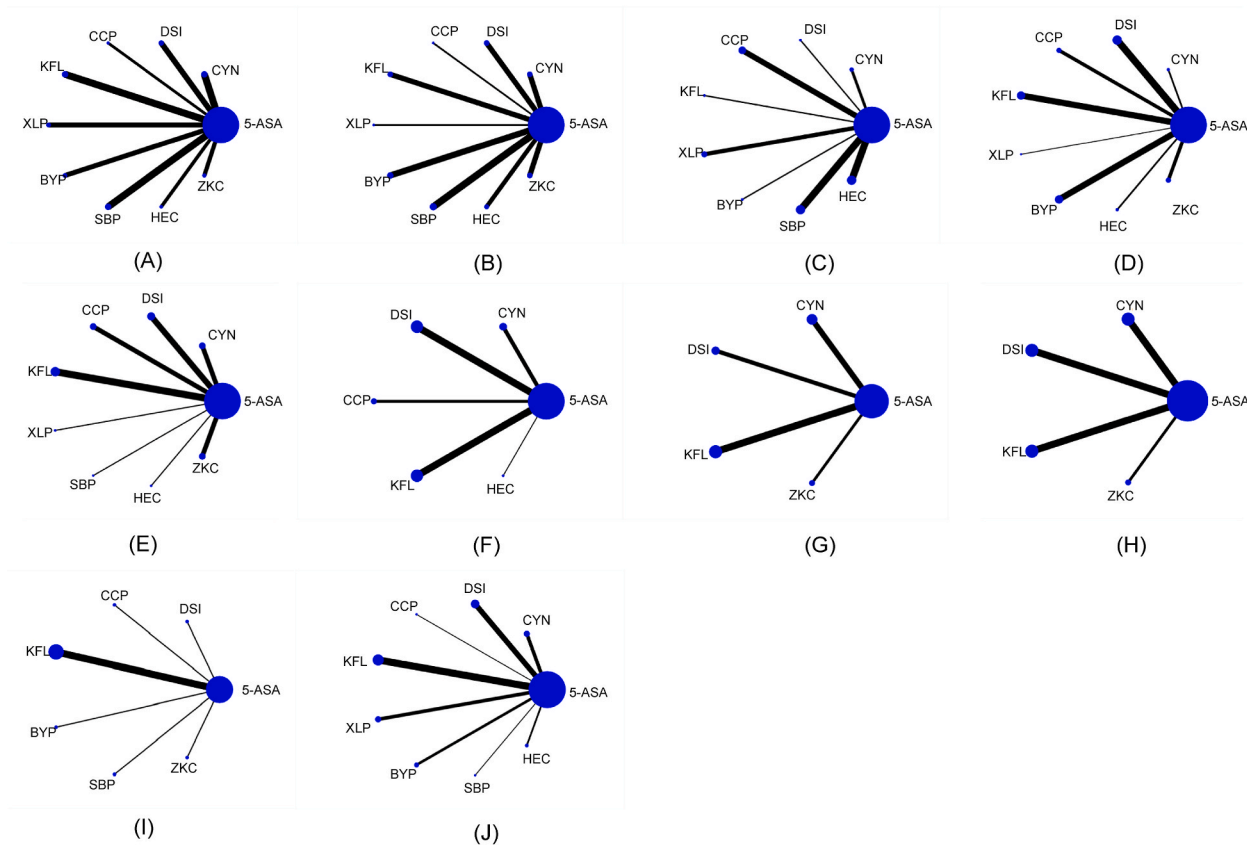 CCP
DSI
CYN
KFL
XLP
5-ASA
BYP
SBP
HEC
ZKC
(A)
CCP
DSI
CYN
KFL
XLP
5-ASA
BYP
SBP
HEC
ZKC
(B)
CCP
DSI
CYN
KFL
5-ASA
XLP
BYP
SBP
HEC
(C)
DSI
CCP
CYN
KFL
5-ASA
XLP
BYP
HEC
ZKC
(D)
DSI
CCP
CYN
KFL
5-ASA
XLP
SBP
HEC
ZKC
(E)
DSI
CYN
CCP
5-ASA
KFL
HEC
(F)
CYN
DSI
5-ASA
KFL
ZKC
(G)
CYN
DSI
5-ASA
KFL
ZKC
(H)
CCP
DSI
KFL
5-ASA
BYP
SBP
ZKC
(I)
DSI
CCP
CYN
KFL
5-ASA
XLP
BYP
SBP
HEC
(J)